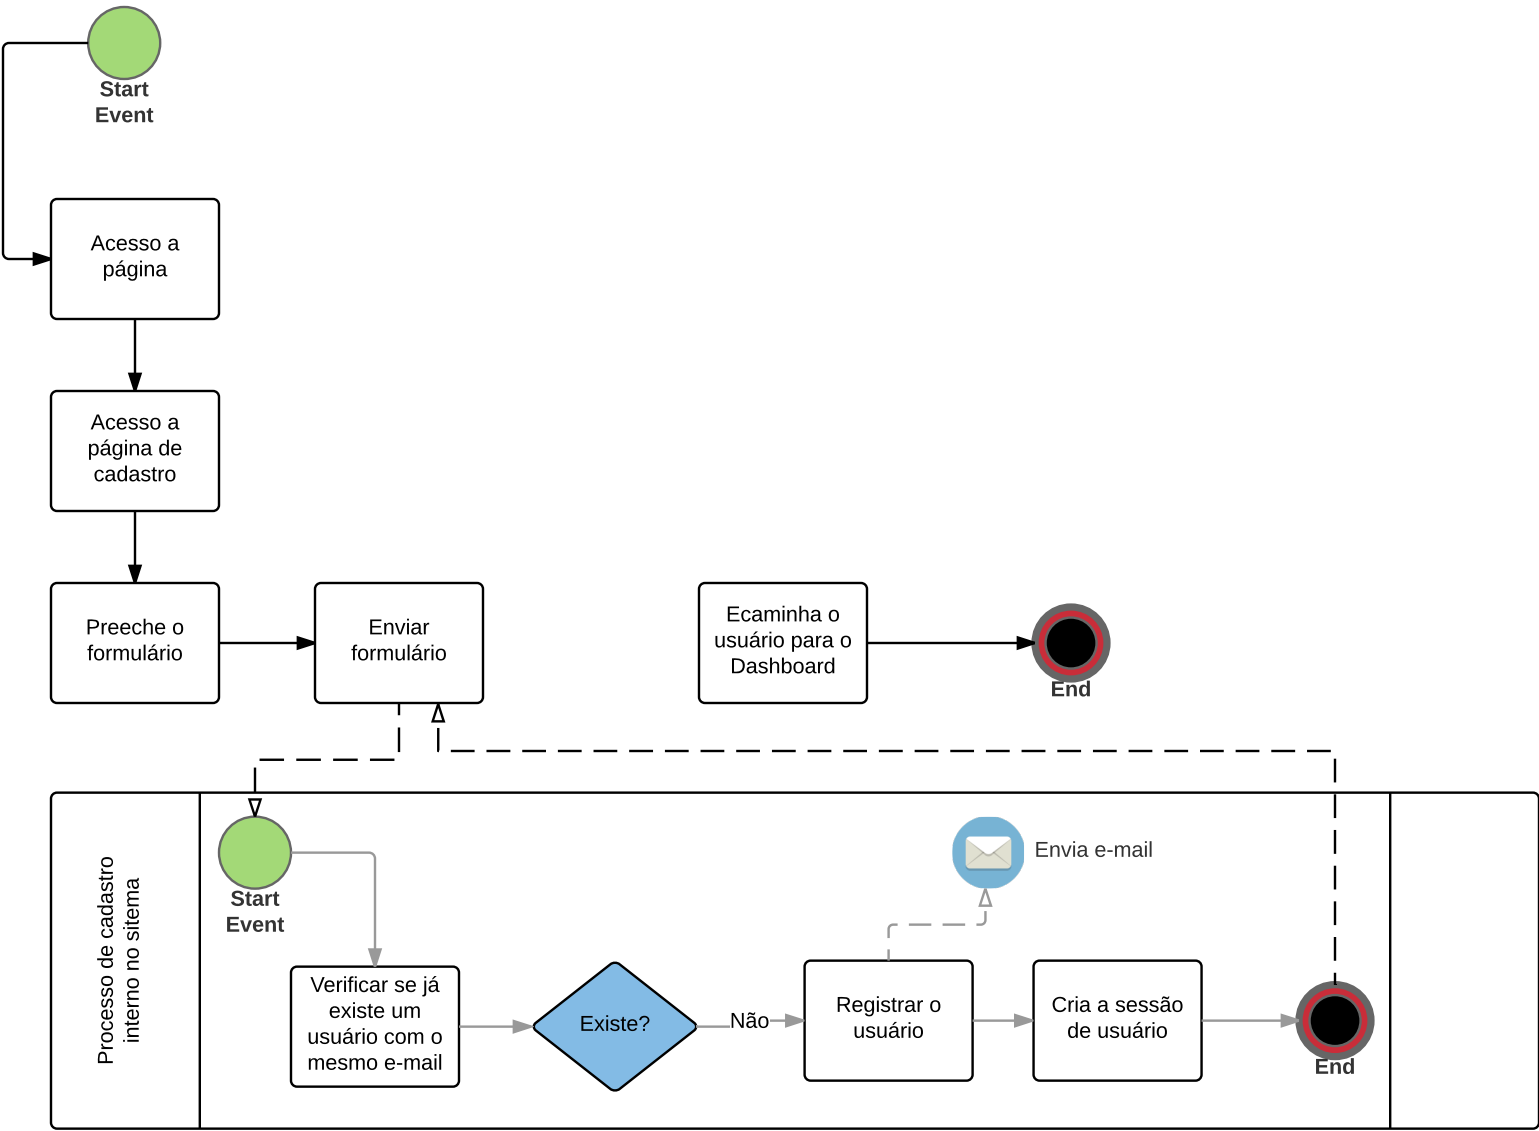 Start
Event
Acesso a
página
Acesso a
página de
cadastro
Preeche o
formulário
Enviar
formulário
Ecaminha o
usuário para o
Dashboard
End
Processo de cadastro
interno no sitema
Start
Event
Envia e-mail
Verificar se já
existe um
usuário com o
mesmo e-mail
Existe?
Não
Registrar o
usuário
Cria a sessão
de usuário
End